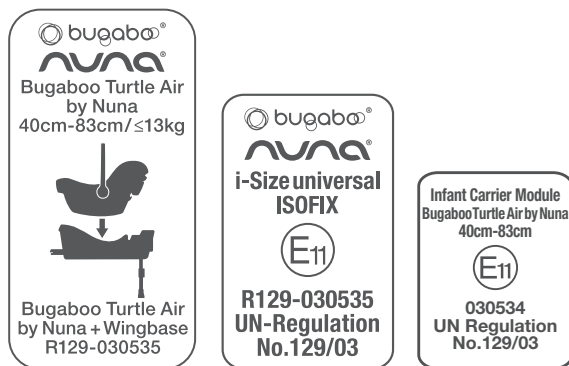 bugaboo®
nuna®
Bugaboo Turtle Air
by Nuna
40cm-83cm/≤13kg
Bugaboo Turtle Air
by Nuna + Wingbase
R129-030535
bugaboo®
nuna®
i-Size universal
ISOFIX
E11
R129-030535
UN-Regulation
No.129/03
Infant Carrier Module
Bugaboo Turtle Air by Nuna
40cm-83cm
E11
030534
UN Regulation
No.129/03